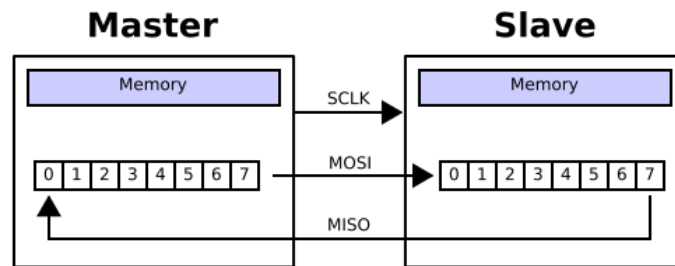 Master Slave
Memory Memory
SCLK
MOSI
0 1 2 3 4 5 6 7 0 1 2 3 4 5 6 7
MISO